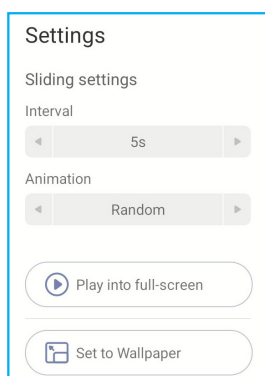 Settings
Sliding settings
Interval
5s
Animation
Random
Play into full-screen
Set to Wallpaper